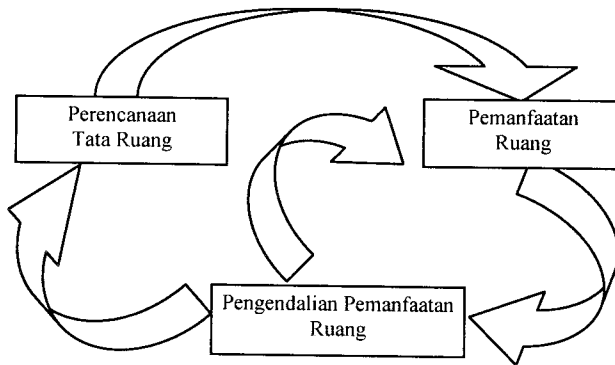 Perencanaan
Tata Ruang
Pemanfaatan
Ruang
Pengendalian Pemanfaatan
Ruang